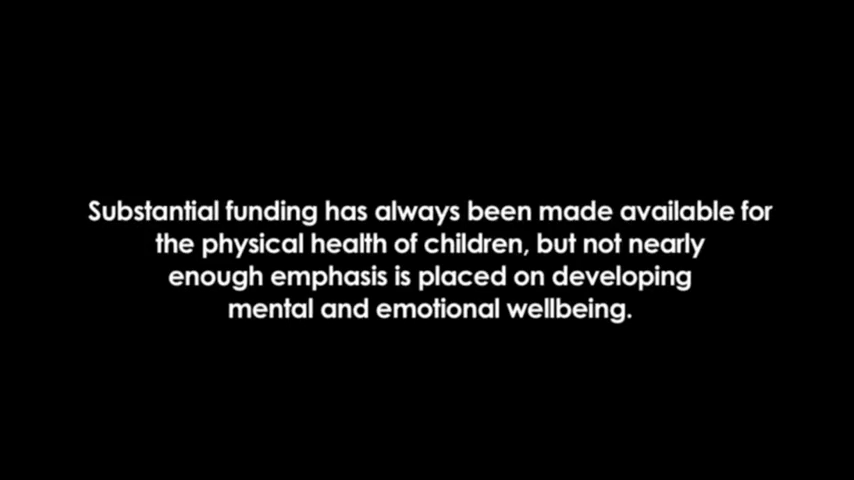 Substantial funding has always been made available for
the physical health of children, but not nearly
enough emphasis is placed on developing
mental and emotional wellbeing.